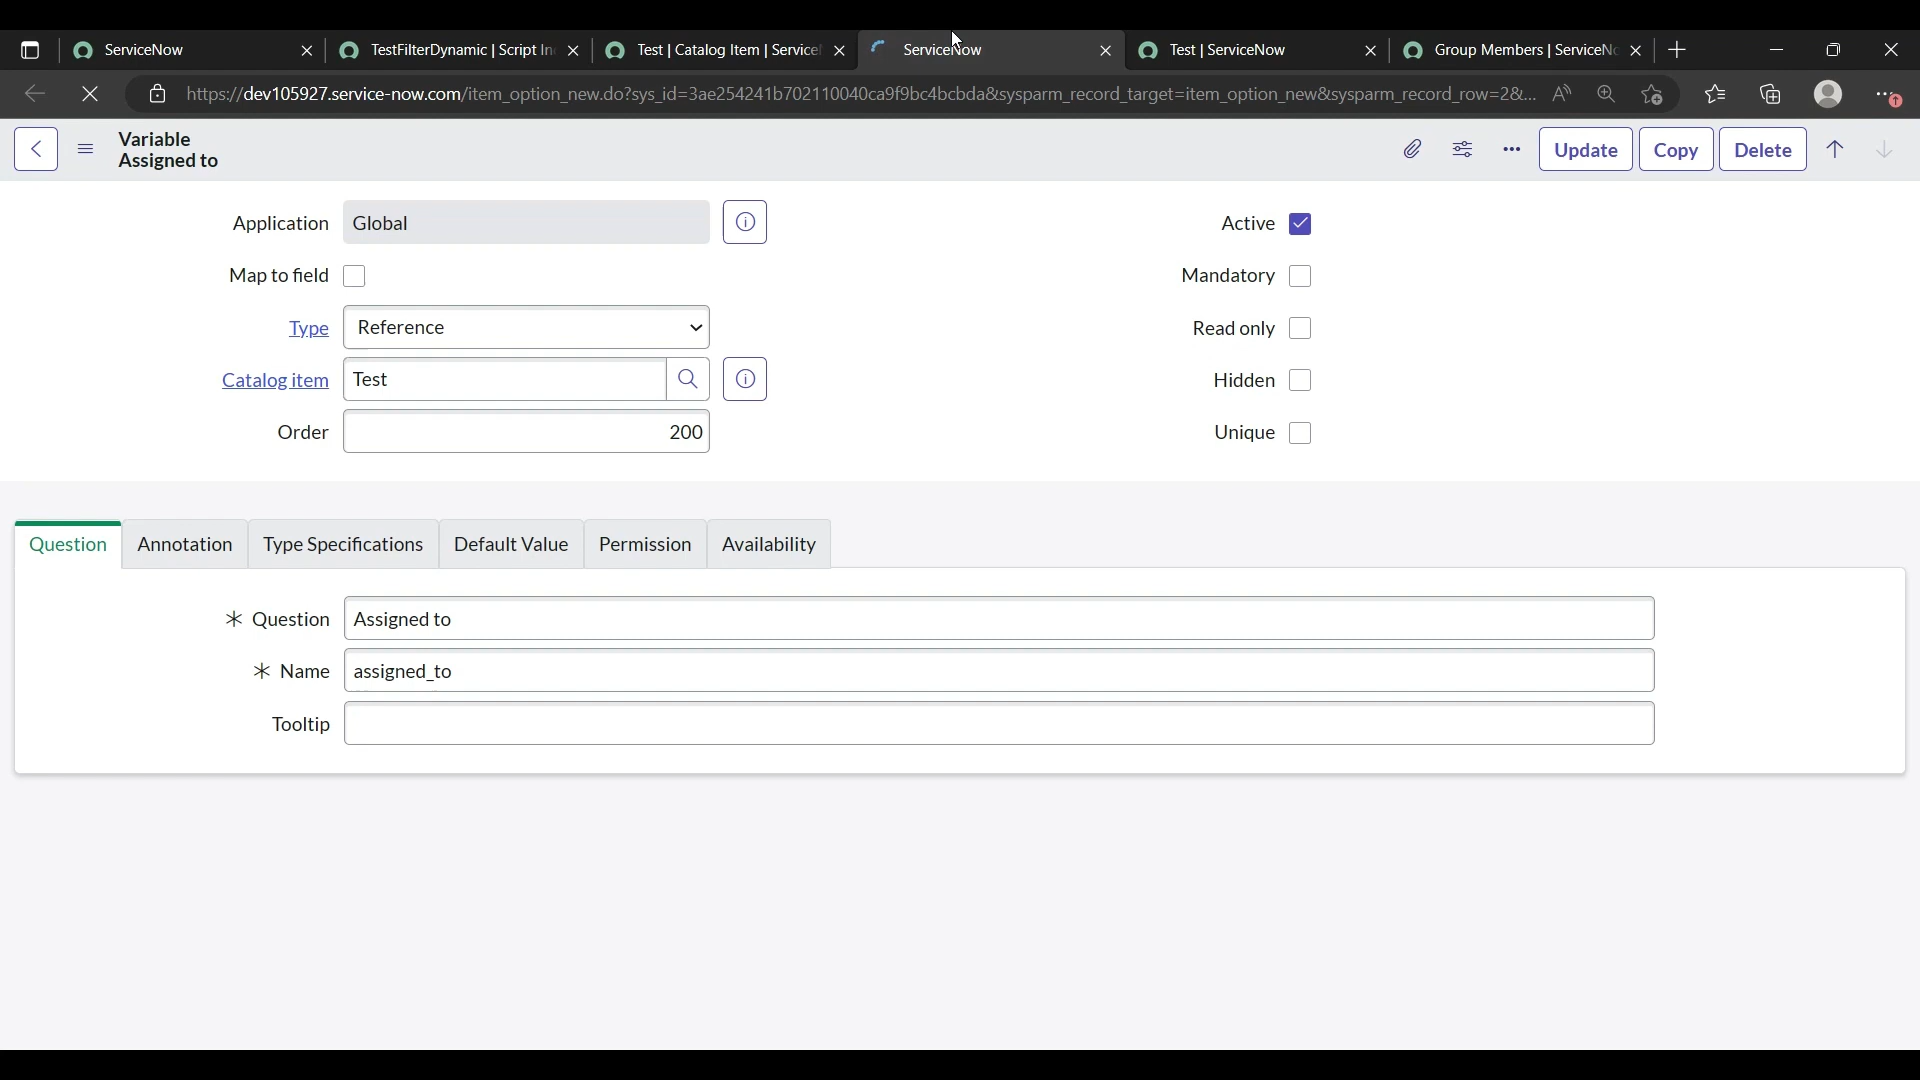 ServiceNow
TestFilterDynamic | Script In
Test | Catalog Item | Service
ServiceNow
Test | ServiceNow
Group Members | ServiceN
https://dev105927.service-now.com/item_option_new.do?sys_id=3ae254241b702110040ca9f9bc4bcbda&sysparm_record_target=item_option_new&sysparm_record_row=2&...
Variable
Assigned to
Update
Copy
Delete
Application
Global
Active
Map to field
Mandatory
Type
Reference
Read only
Catalog item
Test
Hidden
Order
200
Unique
Question
Annotation
Type Specifications
Default Value
Permission
Availability
* Question
Assigned to
* Name
assigned_to
Tooltip